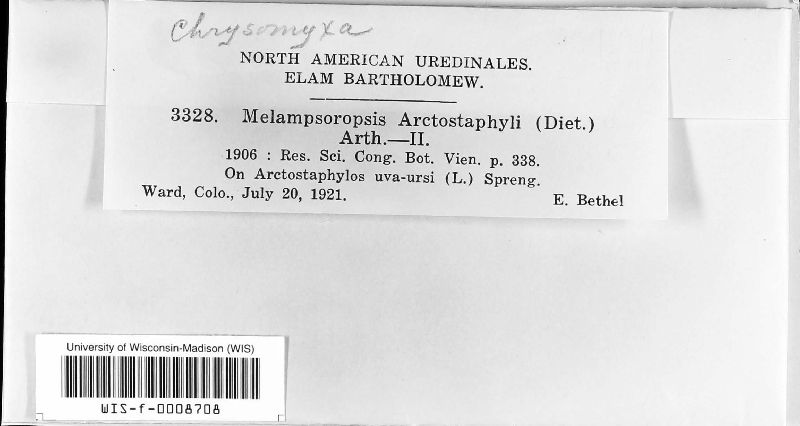 Chrysomyxa
NORTH AMERICAN UREDINALES.
ELAM BARTHOLOMEW.
3328. Melampsoropsis Arctostaphyli (Diet.)
Arth.—II.
1906 : Res. Sci. Cong. Bot. Vien. p. 338.
On Arctostaphylos uva-ursi (L.) Spreng.
Ward, Colo., July 20, 1921. E. Bethel
University of Wisconsin-Madison (WIS)
WIS-f-0008708